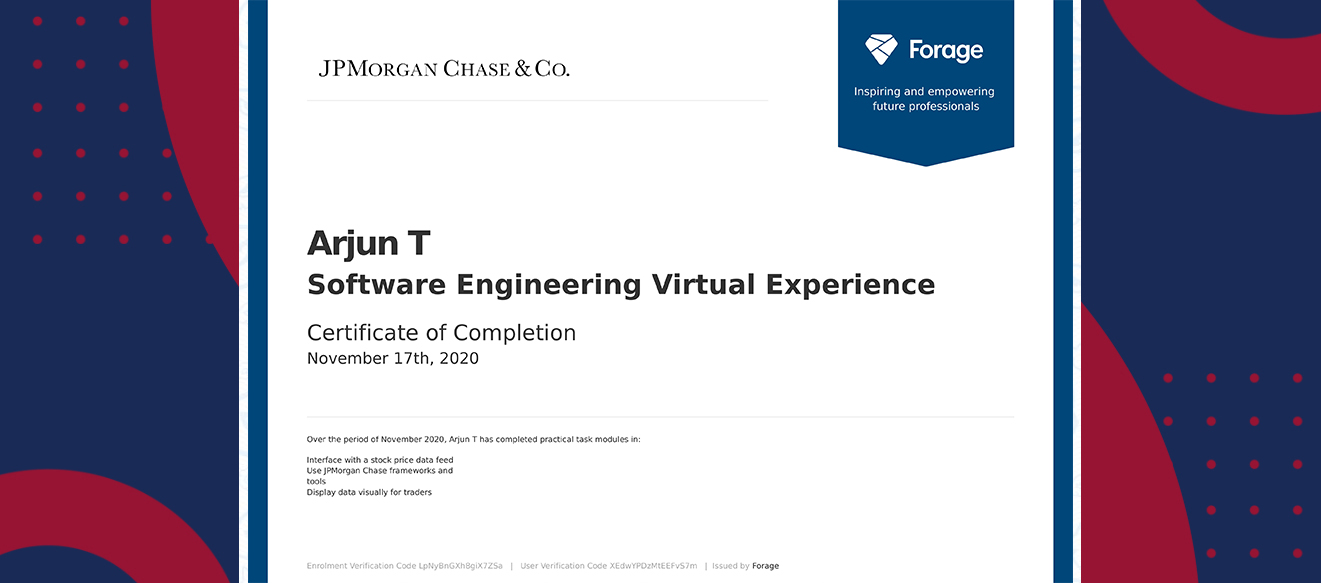 JPMORGAN CHASE & CO.
Forage
Inspiring and empowering
future professionals
Arjun T
Software Engineering Virtual Experience
Certificate of Completion
November 17th, 2020
Over the period of November 2020, Arjun T has completed practical task modules in:
Interface with a stock price data feed
Use JPMorgan Chase frameworks and
tools
Display data visually for traders
Enrolment Verification Code LpNyBnGXh8giX7ZSa | User Verification Code XEdwYPDzMtEEFvS7m | Issued by Forage